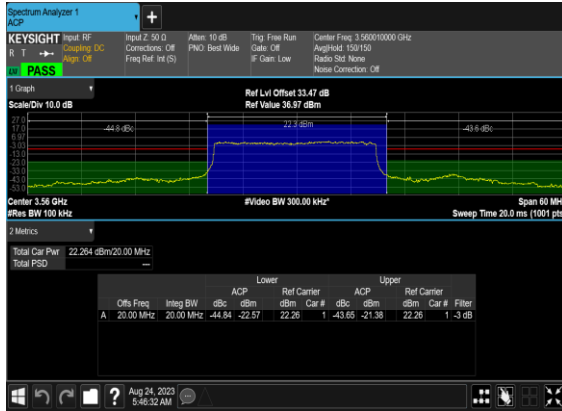 Spectrum Analyzer 1
ACP
+
KEYSIGHT Input: RF Input Z: 50 Ω Atten: 10 dB Trig: Free Run Center Freq: 3.560010000 GHz
R T Coupling: DC Corrections: Off PNO: Best Wide Gate: Off Avg|Hold: 150/150
Align: Off Freq Ref: Int (S) IF Gain: Low Radio Std: None
Noise Correction: Off
LXI PASS
1 Graph
Ref Lvl Offset 33.47 dB
Scale/Div 10.0 dB Ref Value 36.97 dBm
27.0
17.0 -44.8 dBc 22.3 dBm -43.6 dBc
6.97
-3.03
-13.0
-23.0
-33.0
-43.0
-53.0
Center 3.56 GHz #Video BW 300.00 kHz* Span 60 MH
#Res BW 100 kHz Sweep Time 20.0 ms (1001 pts
2 Metrics
Total Car Pwr 22.264 dBm/20.00 MHz
Total PSD —
Lower Upper
ACP Ref Carrier ACP Ref Carrier
Offs Freq Integ BW dBc dBm dBm Car # dBc dBm dBm Car # Filter
A 20.00 MHz 20.00 MHz -44.84 -22.57 22.26 1 -43.65 -21.38 22.26 1 -3 dB
? Aug 24, 2023
5:46:32 AM